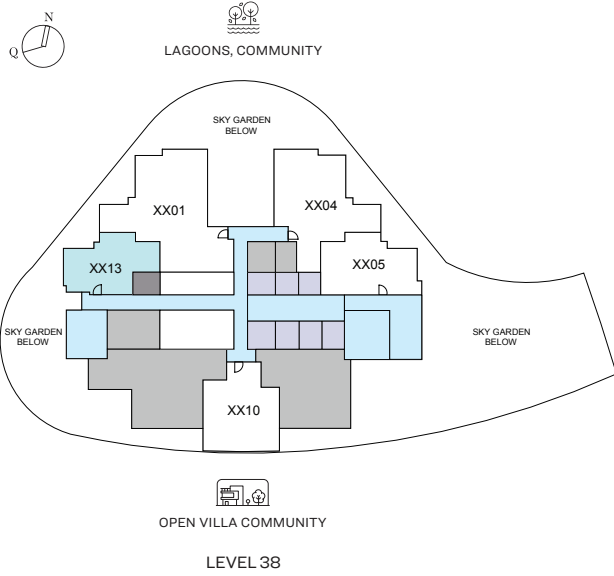 N
Q
LAGOONS, COMMUNITY
SKY GARDEN
BELOW
XX01
XX04
XX13
XX05
SKY GARDEN
BELOW
SKY GARDEN
BELOW
XX10
OPEN VILLA COMMUNITY
LEVEL 38